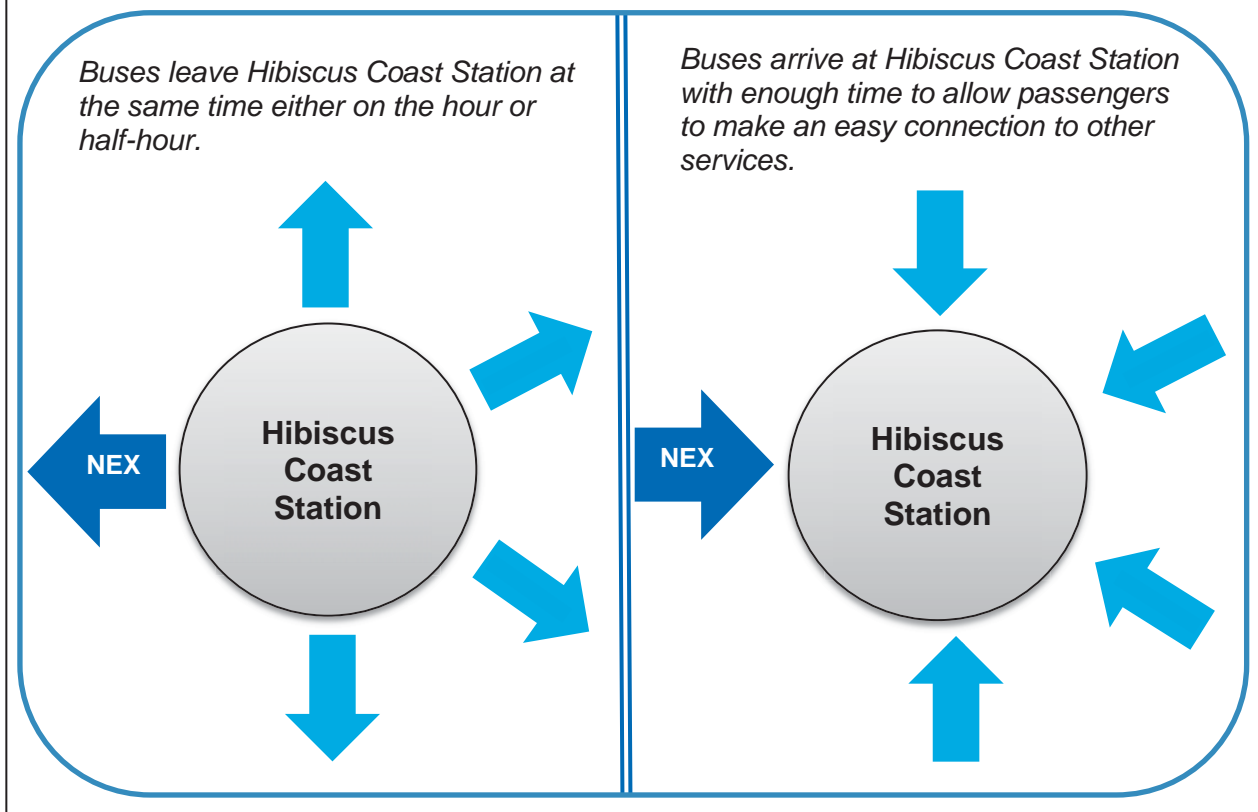 Buses leave Hibiscus Coast Station at
the same time either on the hour or
half-hour.
NEX
Hibiscus
Coast
Station
Buses arrive at Hibiscus Coast Station
with enough time to allow passengers
to make an easy connection to other
services.
NEX
Hibiscus
Coast
Station